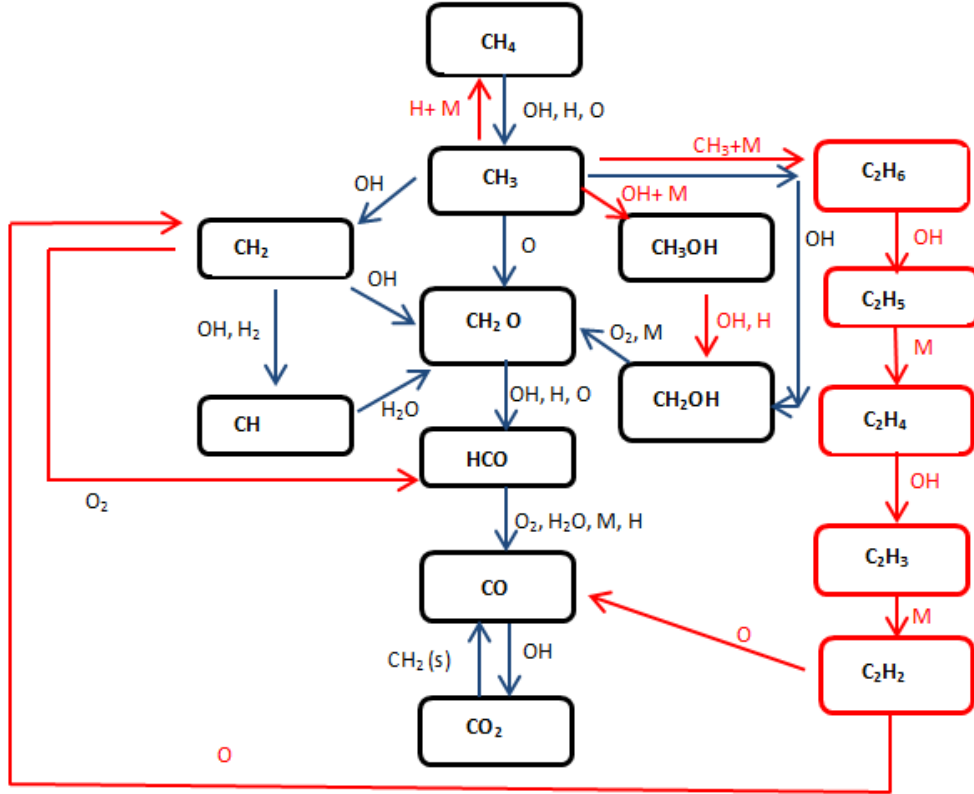 CH₄
H+ M
OH, H, O
CH₃+M
CH₃
C₂H₆
OH
OH+ M
CH₂
O
CH₃OH
OH
OH
OH
CH₂ O
C₂H₅
OH, H₂
O₂, M
OH, H
M
H₂O
OH, H, O
CH₂OH
C₂H₄
CH
HCO
OH
O₂
O₂, H₂O, M, H
C₂H₃
CO
M
O
CH₂ (s)
OH
C₂H₂
CO₂
O